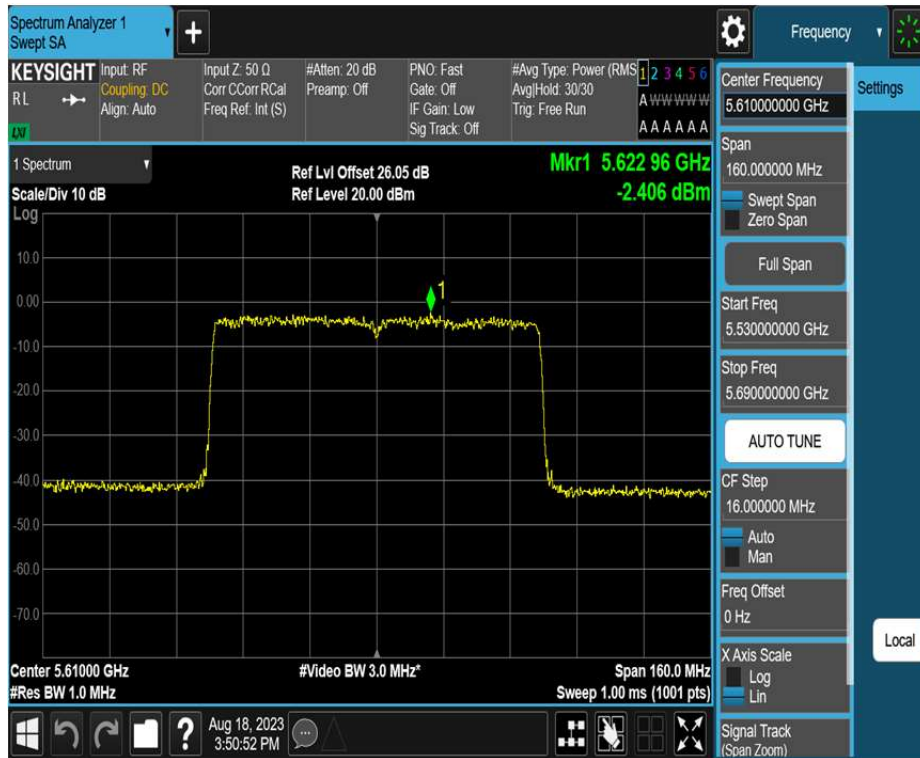 Spectrum Analyzer 1
Swept SA
+
Frequency
KEYSIGHT
R L
LXI
Input: RF
Coupling: DC
Align: Auto
Input Z: 50 Ω
Corr CCorr RCal
Freq Ref: Int (S)
#Atten: 20 dB
Preamp: Off
PNO: Fast
Gate: Off
IF Gain: Low
Sig Track: Off
#Avg Type: Power (RMS
Avg|Hold: 30/30
Trig: Free Run
1 2 3 4 5 6
A W W W W W
A A A A A A
1 Spectrum
Scale/Div 10 dB
Ref Lvl Offset 26.05 dB
Ref Level 20.00 dBm
Mkr1 5.622 96 GHz
-2.406 dBm
Log
10.0
0.00
-10.0
-20.0
-30.0
-40.0
-50.0
-60.0
-70.0
1
Center 5.61000 GHz
#Res BW 1.0 MHz
#Video BW 3.0 MHz*
Span 160.0 MHz
Sweep 1.00 ms (1001 pts)
Center Frequency
5.610000000 GHz
Span
160.000000 MHz
Swept Span
Zero Span
Full Span
Start Freq
5.530000000 GHz
Stop Freq
5.690000000 GHz
AUTO TUNE
CF Step
16.000000 MHz
Auto
Man
Freq Offset
0 Hz
X Axis Scale
Log
Lin
Signal Track
(Span Zoom)
Settings
Local
?
Aug 18, 2023
3:50:52 PM